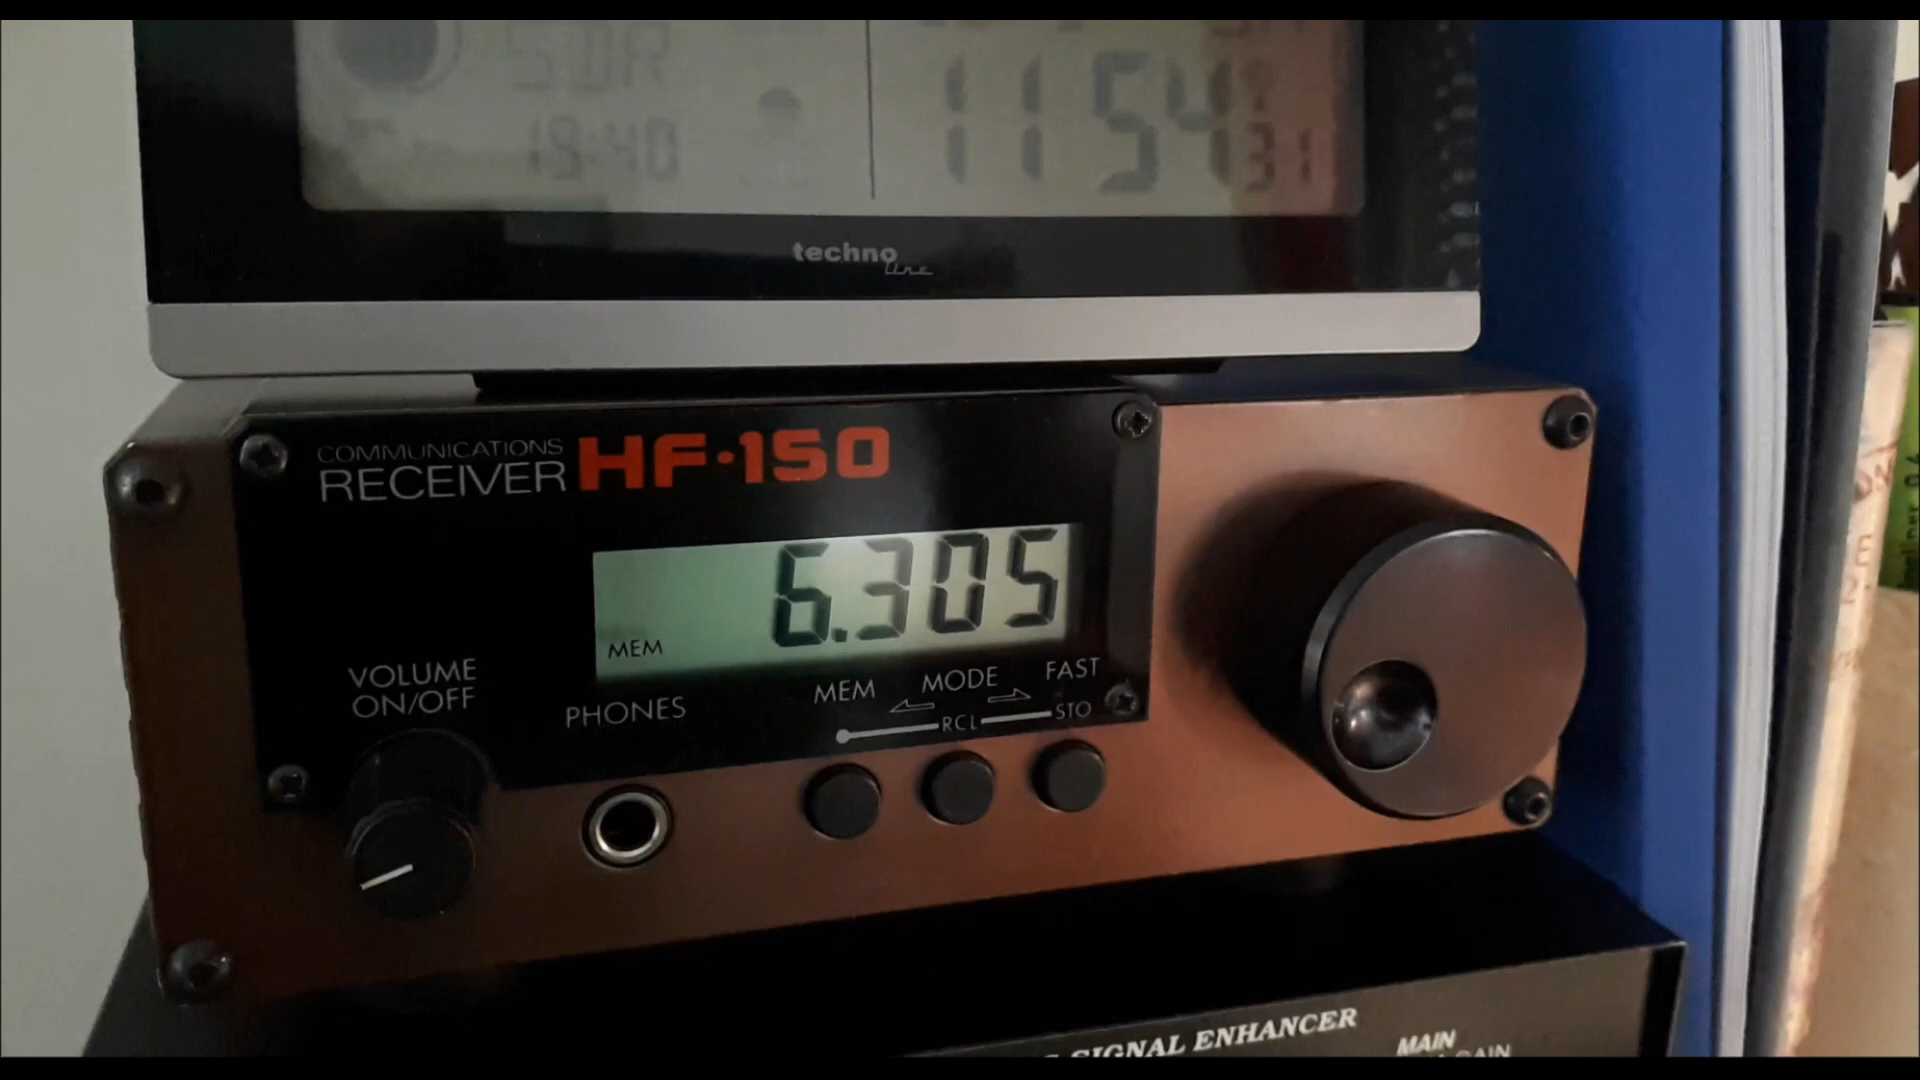 19:40
11 54 31
techno
line
COMMUNICATIONS
RECEIVER HF·150
6.305
MEM
VOLUME
ON/OFF
PHONES
MEM MODE FAST
RCL STO
SIGNAL ENHANCER
MAIN
GAIN